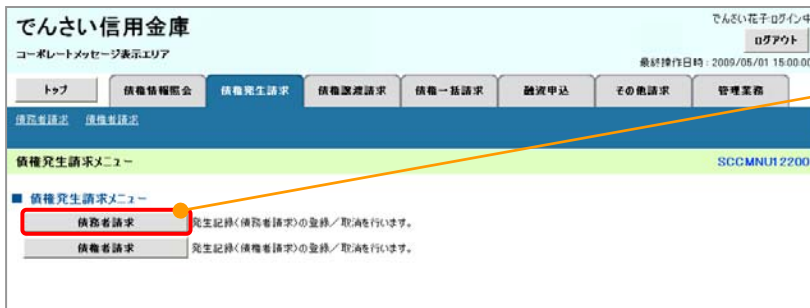 でんさい信用金庫
コーポレートメッセージ表示エリア
でんさい花子ログイン中
ログアウト
最終操作日時：2009/05/01 15:00:00
トップ 債権情報照会 債権発生請求 債権譲渡請求 債権一括請求 融資申込 その他請求 管理業務
債務者請求 債権者請求
債権発生請求メニュー SCCMNU12200
■ 債権発生請求メニュー
債務者請求 発生記録（債務者請求）の登録／取消を行います。
債権者請求 発生記録（債権者請求）の登録／取消を行います。